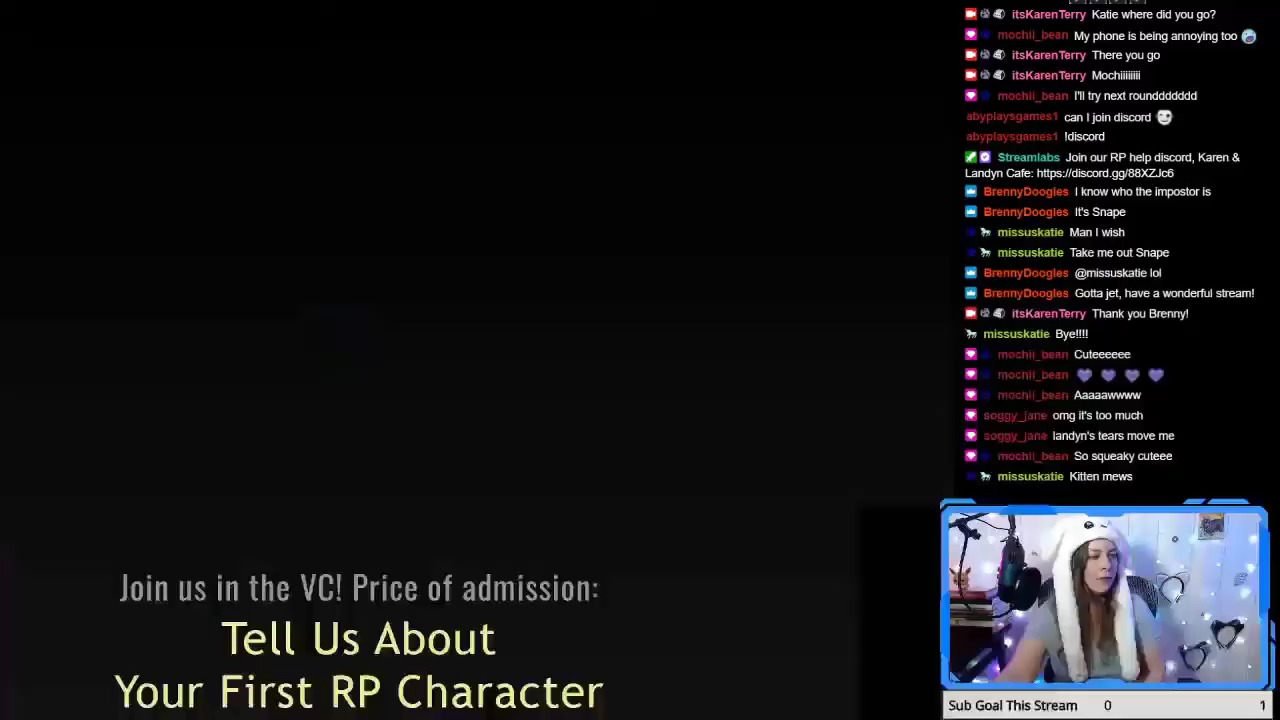 itsKarenTerry Katie where did you go?
mochii_bean My phone is being annoying too
itsKarenTerry There you go
itsKarenTerry Mochiiiiiiii
mochii_bean I'll try next rounddddddd
abyplaysgames1 can I join discord
abyplaysgames1 !discord
Streamlabs Join our RP help discord, Karen &
Landyn Cafe: https://discord.gg/88XZJc6
BrennyDoogles I know who the impostor is
BrennyDoogles It's Snape
missuskatie Man I wish
missuskatie Take me out Snape
BrennyDoogles @missuskatie lol
BrennyDoogles Gotta jet, have a wonderful stream!
itsKarenTerry Thank you Brenny!
missuskatie Bye!!!!
mochii_bean Cuteeeeee
mochii_bean
mochii_bean Aaaaawwww
soggy_jane omg it's too much
soggy_jane landyn's tears move me
mochii_bean So squeaky cuteee
missuskatie Kitten mews
Join us in the VC! Price of admission:
Tell Us About
Your First RP Character
Sub Goal This Stream 0 1